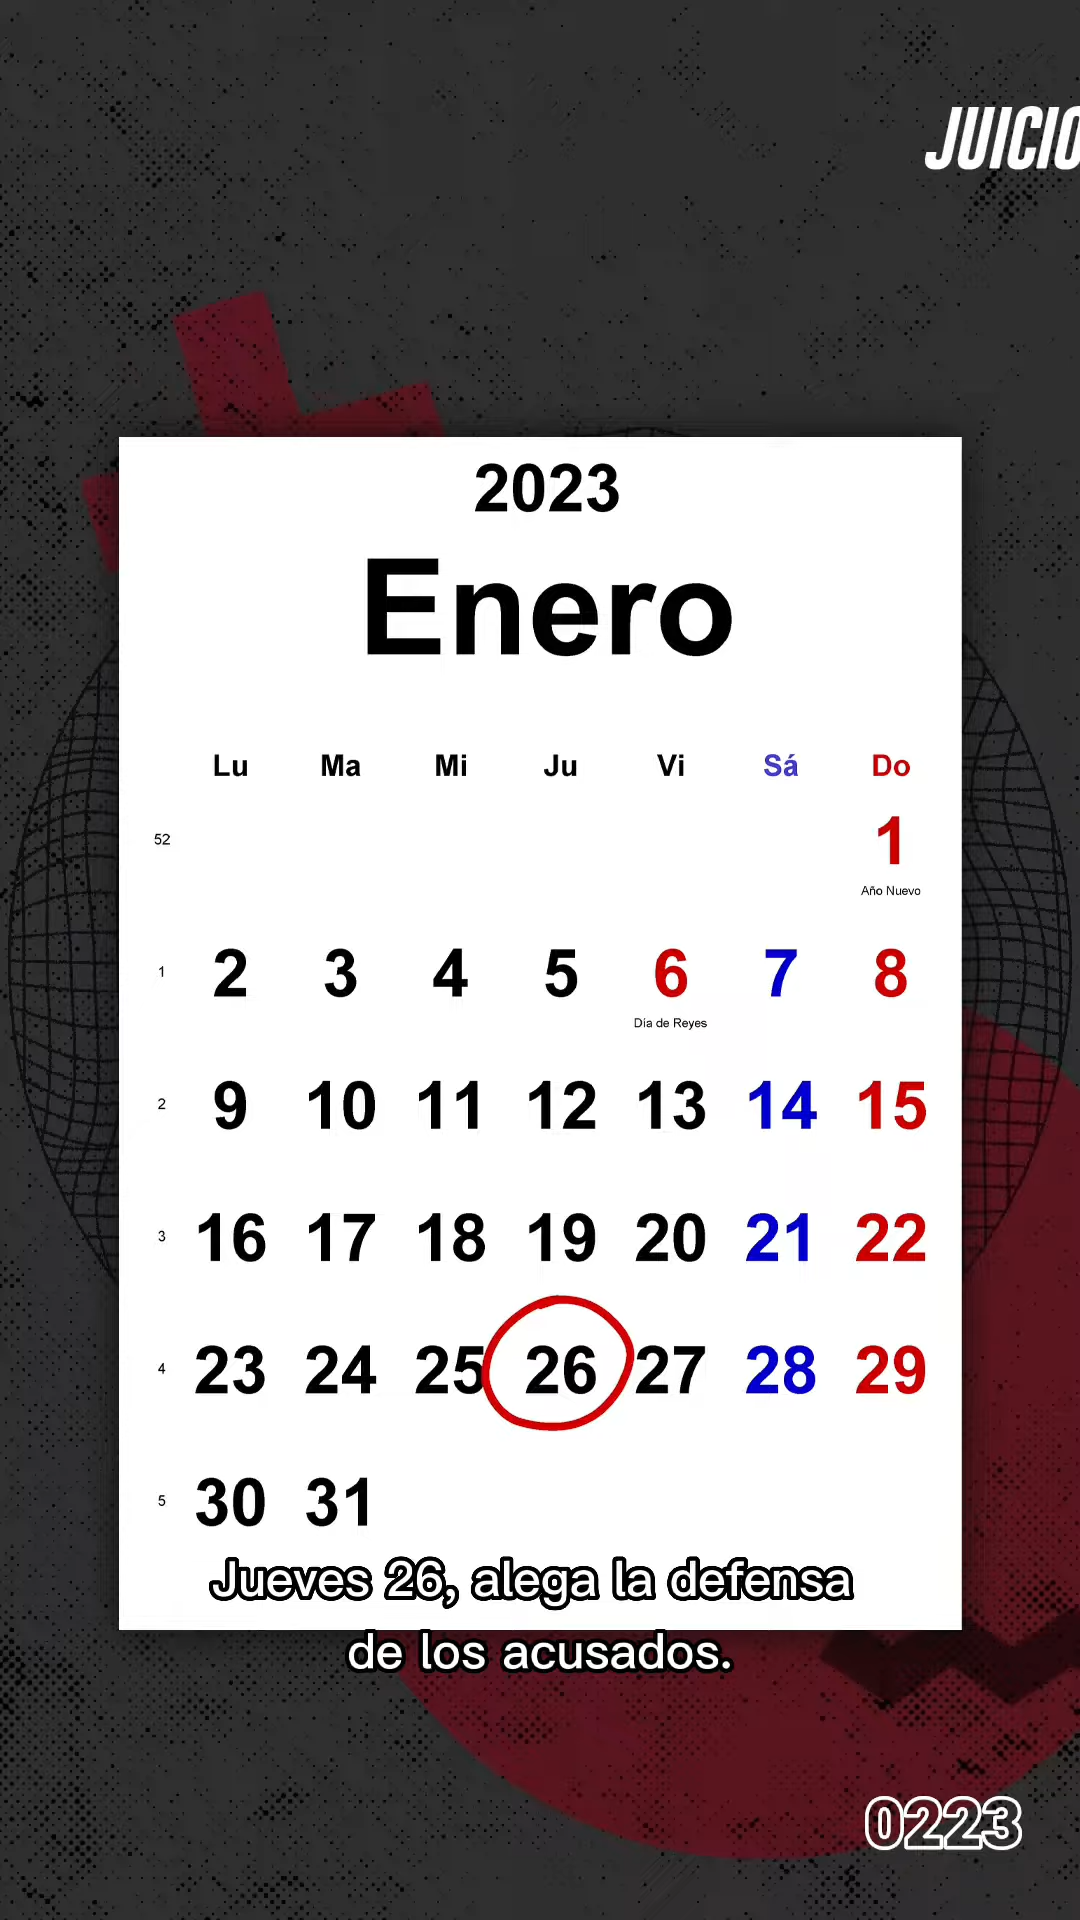 JUICIO
2023
Enero
Lu Ma Mi Ju Vi Sá Do
52 1
Año Nuevo
1 2 3 4 5 6 7 8
Día de Reyes
2 9 10 11 12 13 14 15
3 16 17 18 19 20 21 22
4 23 24 25 26 27 28 29
5 30 31
Jueves 26, alega la defensa
de los acusados.
0223